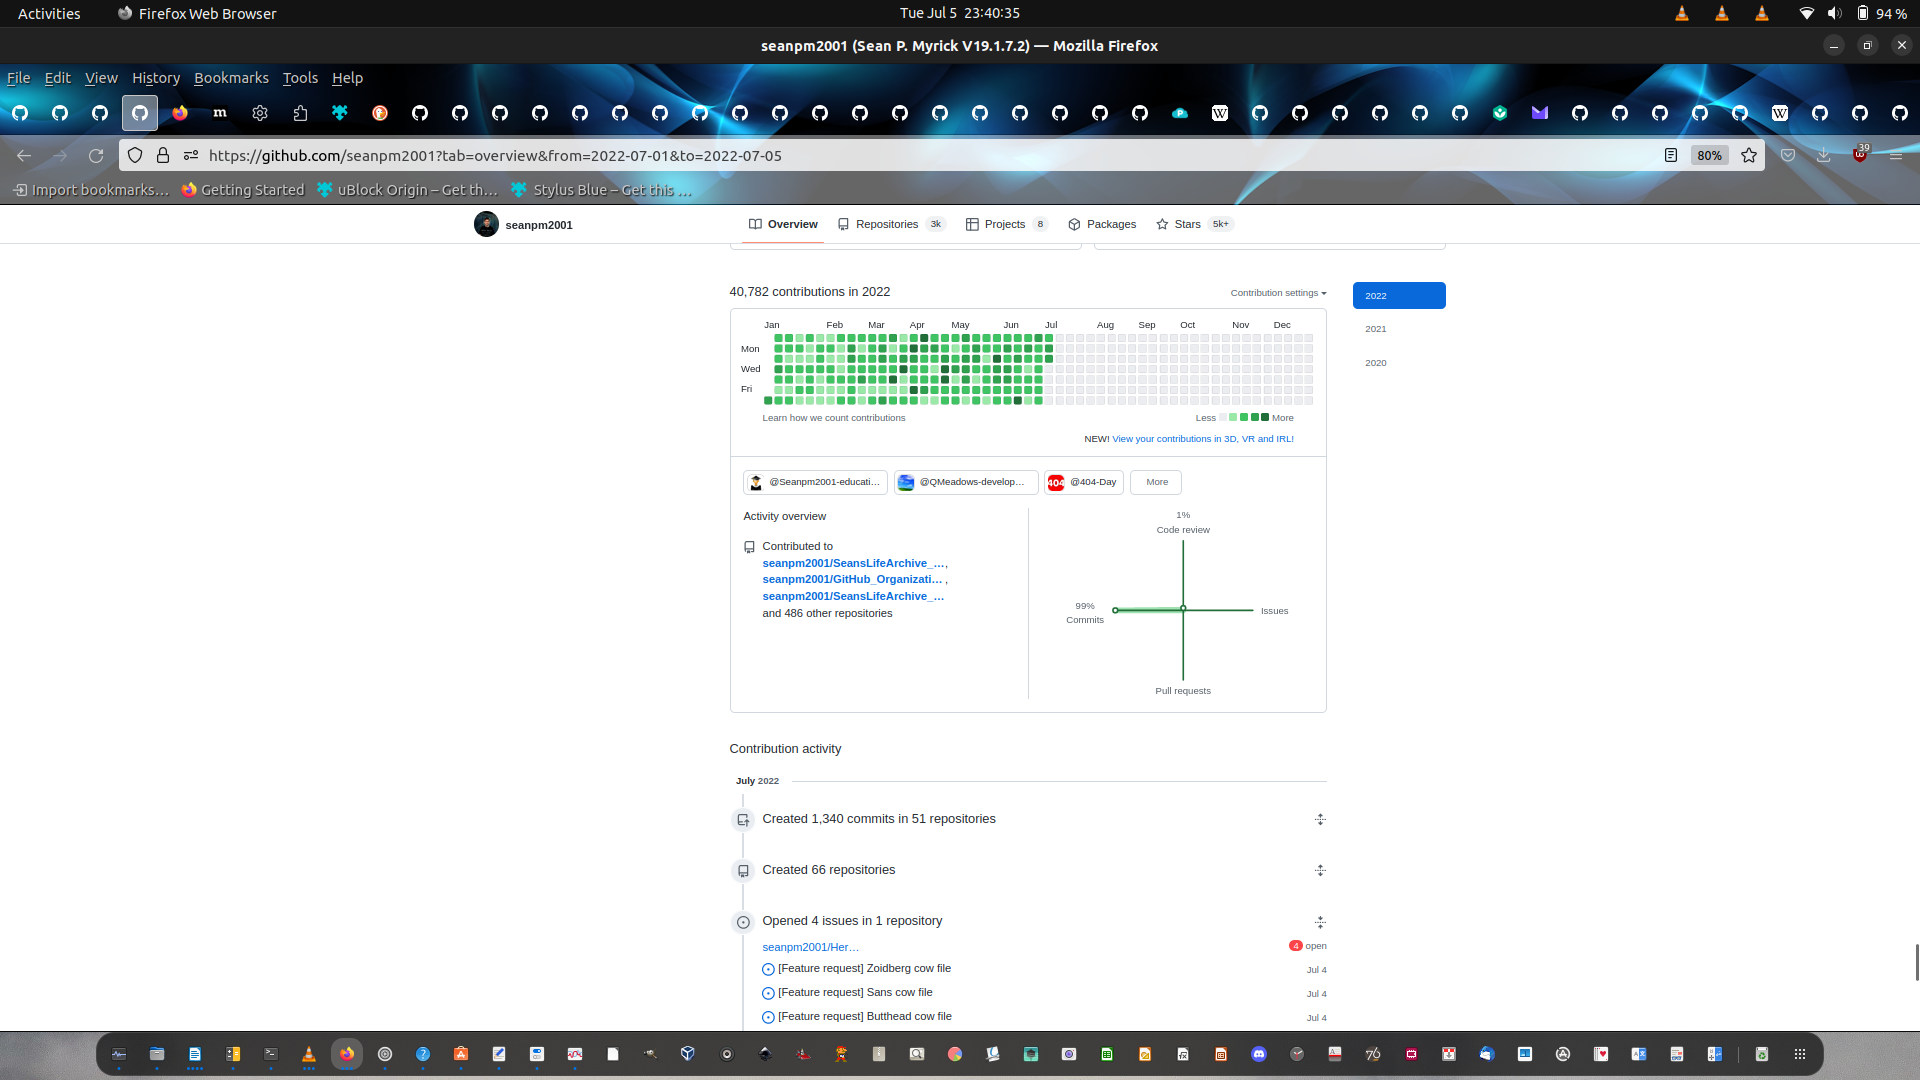 Activities
Firefox Web Browser
Tue Jul 5 23:40:35
94 %
seanpm2001 (Sean P. Myrick V19.1.7.2) — Mozilla Firefox
File Edit View History Bookmarks Tools Help
m
P
W
W
https://github.com/seanpm2001?tab=overview&from=2022-07-01&to=2022-07-05
80%
39
Import bookmarks…
Getting Started
uBlock Origin – Get th…
Stylus Blue – Get this …
seanpm2001
Overview
Repositories 3k
Projects 8
Packages
Stars 5k+
40,782 contributions in 2022
Contribution settings
2022
2021
2020
Jan Feb Mar Apr May Jun Jul Aug Sep Oct Nov Dec
Mon
Wed
Fri
Learn how we count contributions
Less More
NEW! View your contributions in 3D, VR and IRL!
@Seanpm2001-educati…
@QMeadows-develop…
404 @404-Day
More
Activity overview
Contributed to
seanpm2001/SeansLifeArchive_…,
seanpm2001/GitHub_Organizati… ,
seanpm2001/SeansLifeArchive_…
and 486 other repositories
1%
Code review
99%
Commits
Issues
Pull requests
Contribution activity
July 2022
Created 1,340 commits in 51 repositories
Created 66 repositories
Opened 4 issues in 1 repository
seanpm2001/Her…
4 open
[Feature request] Zoidberg cow file
Jul 4
[Feature request] Sans cow file
Jul 4
[Feature request] Butthead cow file
Jul 4